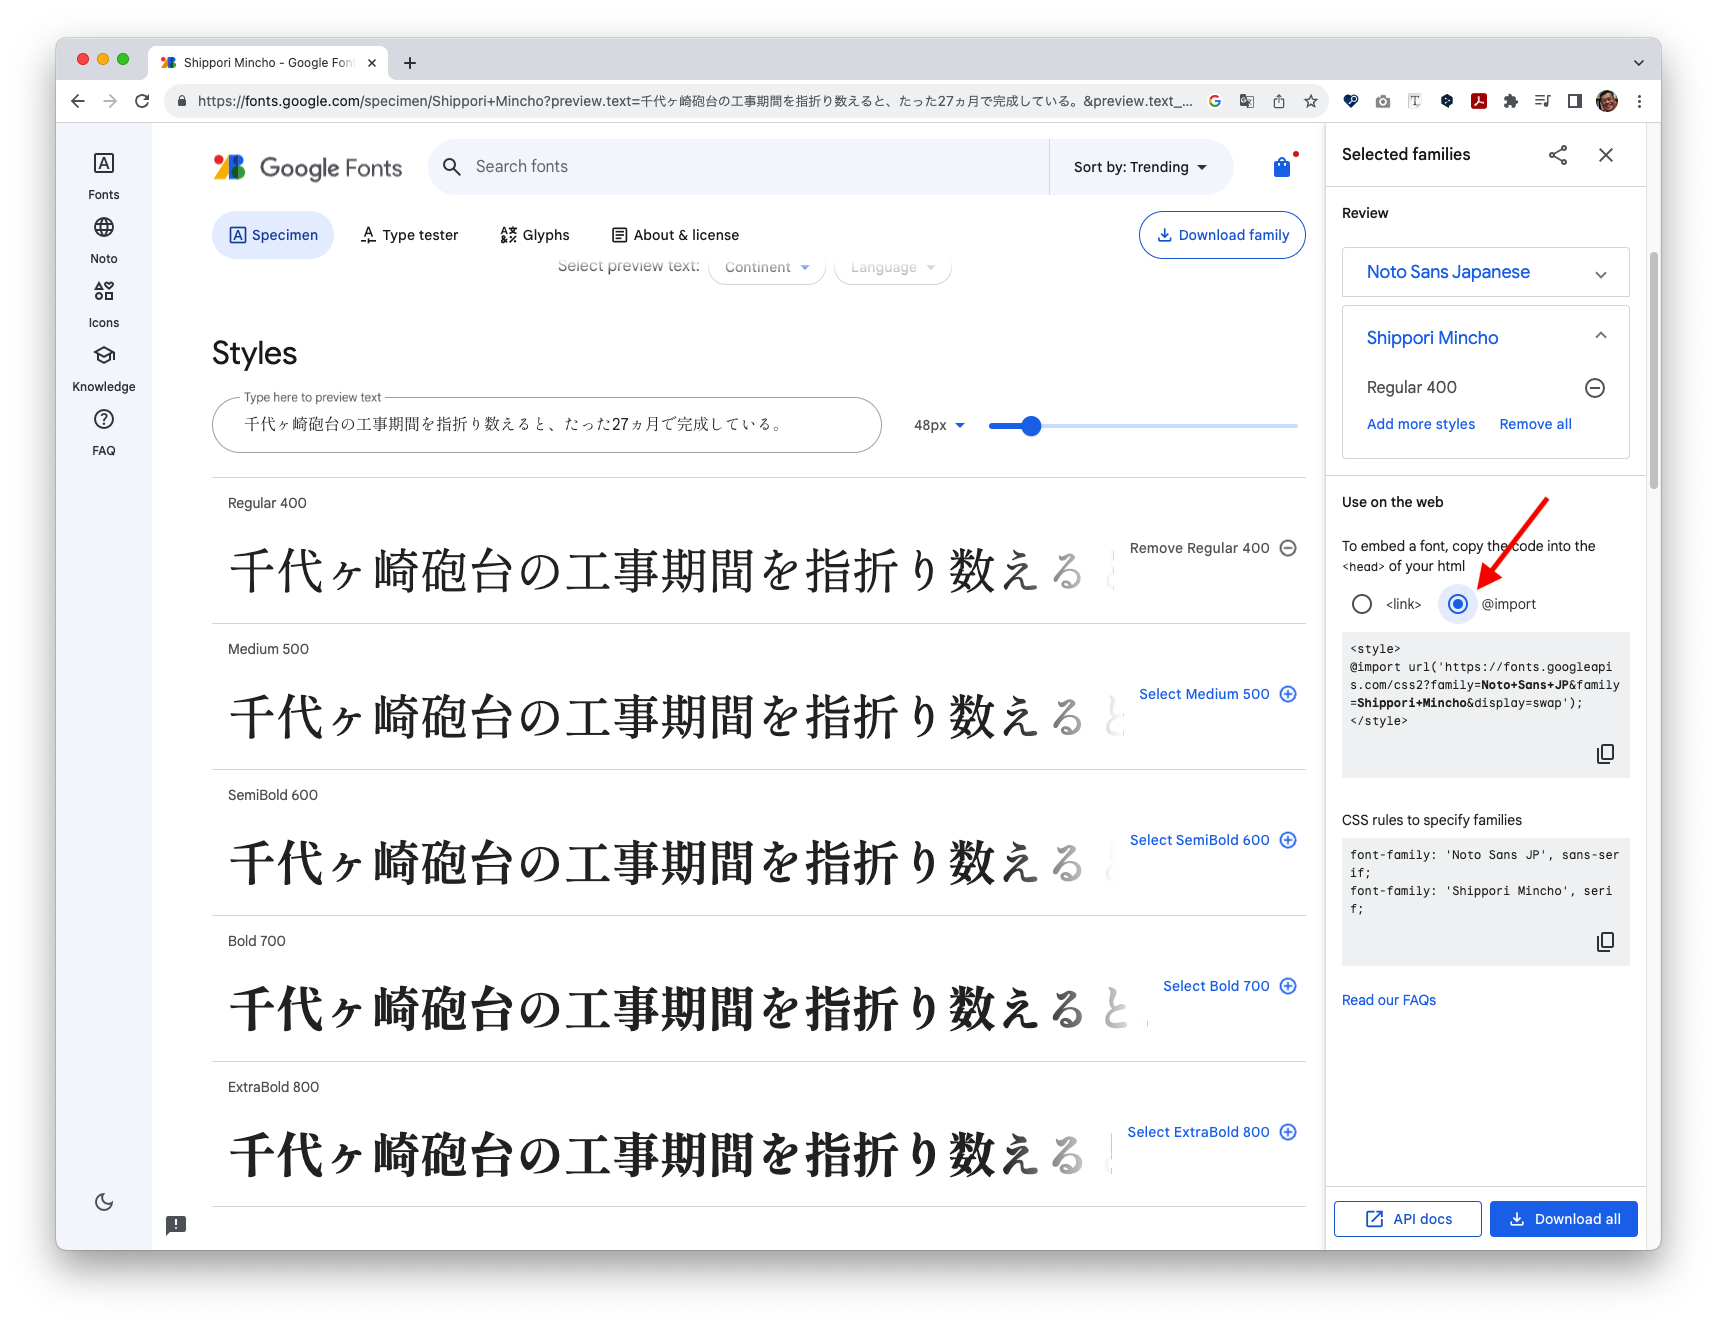 Shippori Mincho - Google Fon
https://fonts.google.com/specimen/Shippori+Mincho?preview.text=千代ヶ崎砲台の工事期間を指折り数えると、たった27ヵ月で完成している。&preview.text_...
Fonts
Noto
Icons
Knowledge
FAQ
Google Fonts
Search fonts
Sort by: Trending
Specimen
Type tester
Glyphs
About & license
Download family
Select preview text:
Continent
Language
Styles
Type here to preview text
千代ヶ崎砲台の工事期間を指折り数えると、たった27ヵ月で完成している。
48px
Regular 400
千代ヶ崎砲台の工事期間を指折り数える
Remove Regular 400
Medium 500
千代ヶ崎砲台の工事期間を指折り数える と
Select Medium 500
SemiBold 600
千代ヶ崎砲台の工事期間を指折り数える
Select SemiBold 600
Bold 700
千代ヶ崎砲台の工事期間を指折り数える と
Select Bold 700
ExtraBold 800
千代ヶ崎砲台の工事期間を指折り数える
Select ExtraBold 800
Selected families
Review
Noto Sans Japanese
Shippori Mincho
Regular 400
Add more styles
Remove all
Use on the web
To embed a font, copy the code into the
<head> of your html
<link>
@import
<style>
@import url('https://fonts.googleapi
s.com/css2?family=Noto+Sans+JP&family
=Shippori+Mincho&display=swap');
</style>
CSS rules to specify families
font-family: 'Noto Sans JP', sans-ser
if;
font-family: 'Shippori Mincho', seri
f;
Read our FAQs
API docs
Download all